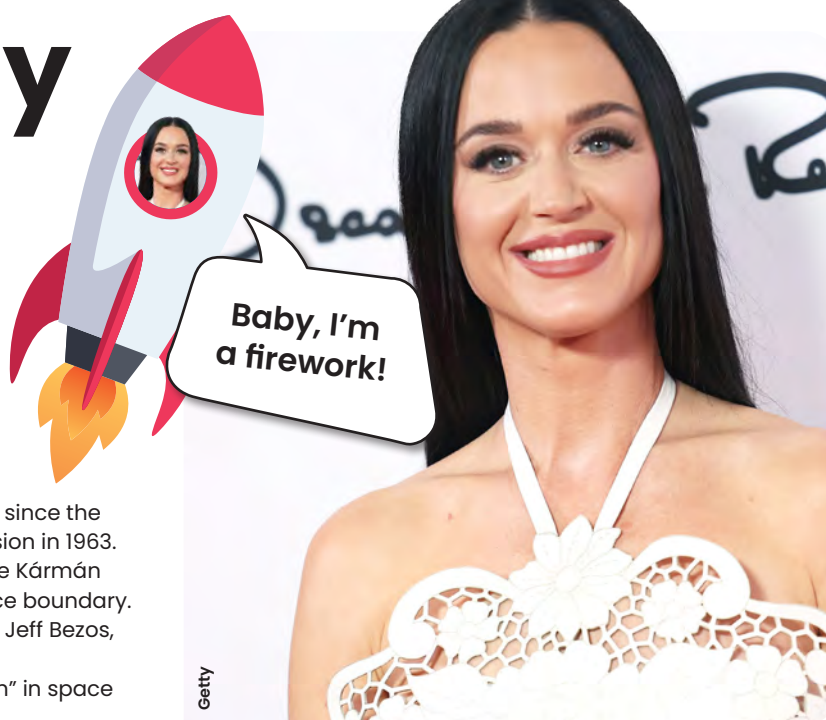 y
Baby, I’m
a firework!
since the
sion in 1963.
e Kármán
ce boundary.
Jeff Bezos,
n” in space
Getty